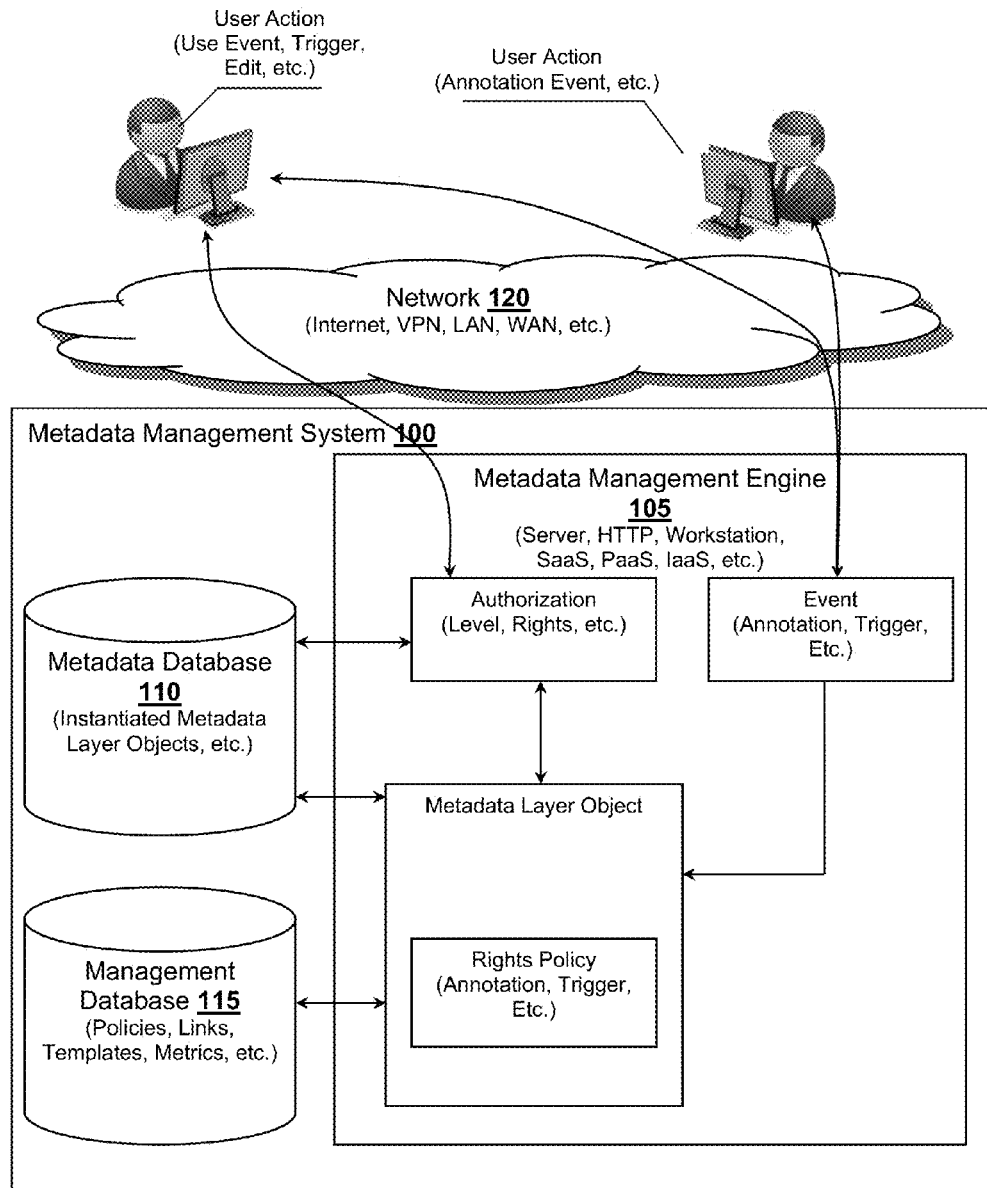 User Action
(Use Event, Trigger,
Edit, etc.)
User Action
(Annotation Event, etc.)
Network 120
(Internet, VPN, LAN, WAN, etc.)
Metadata Management System 100
Metadata Management Engine
105
(Server, HTTP, Workstation,
SaaS, PaaS, IaaS, etc.)
Authorization
(Level, Rights, etc.)
Event
(Annotation, Trigger,
Etc.)
Metadata Database
110
(Instantiated Metadata
Layer Objects, etc.)
Metadata Layer Object
Rights Policy
(Annotation, Trigger,
Etc.)
Management
Database 115
(Policies, Links,
Templates, Metrics, etc.)